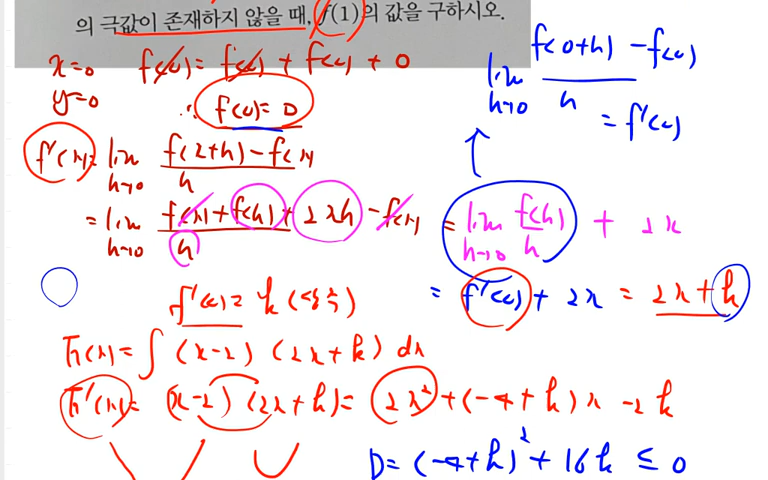 의 극값이 존재하지 않을 때, f(1)의 값을 구하시오.
x=0 f(0) = f(0) + f(0) + 0
y=0
∴ f(0) = 0
lim h→0 f(0+h) - f(0) / h = f'(0)
f'(x) = lim h→0 f(x+h) - f(x) / h
= lim h→0 f(x) + f(h) + 2xh - f(x) / h = lim h→0 f(h) / h + 2x
= f'(0) + 2x = 2x + k
f'(0) = k
F(x) = ∫ (x-2) (2x+k) dx
F'(x) = (x-2) (2x+k) = 2x² + (-4+k)x - 2k
D = (-4+k)² + 16k ≤ 0